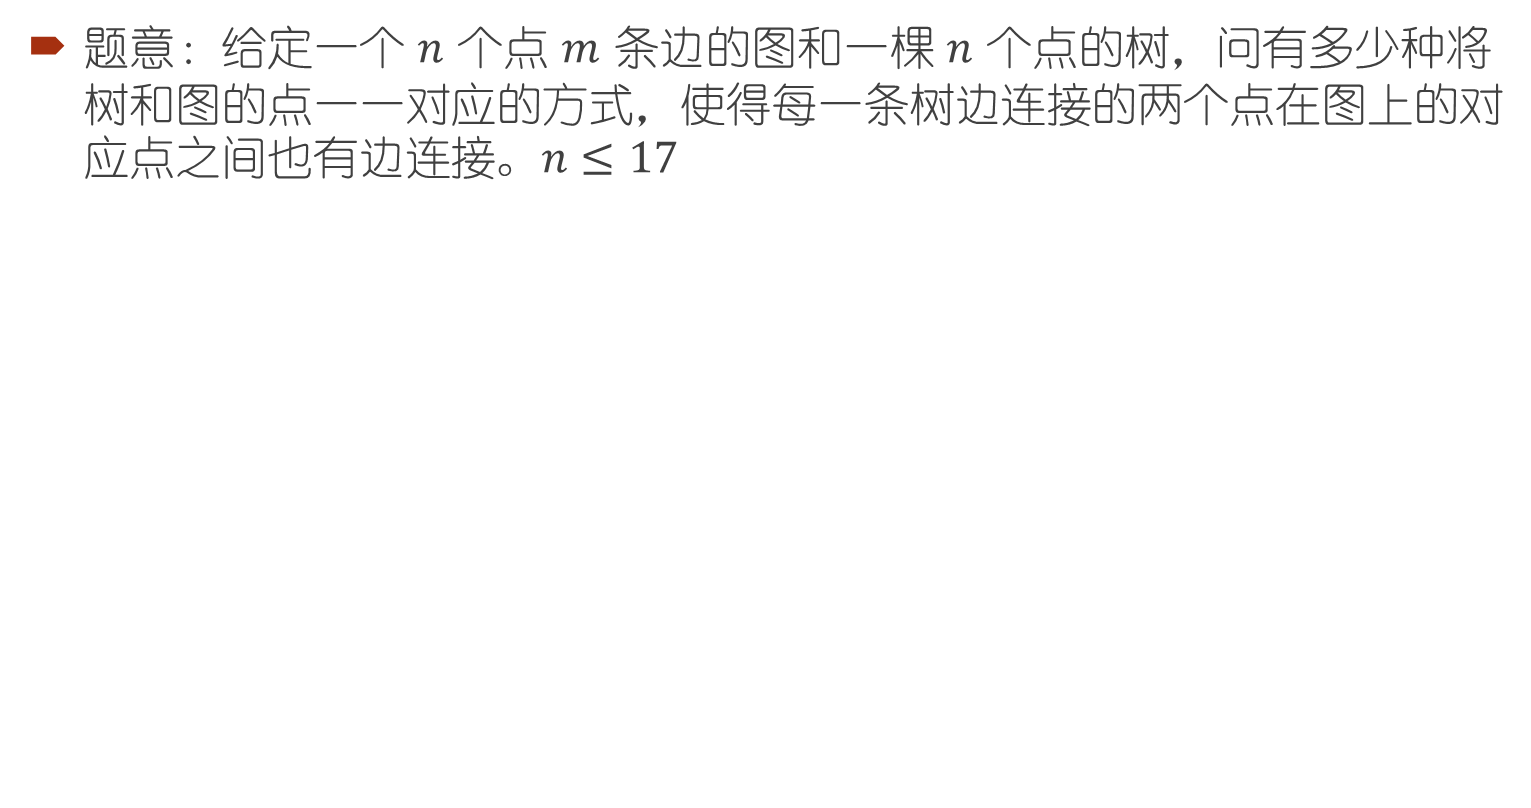 题意：给定一个 n 个点 m 条边的图和一棵 n 个点的树，问有多少种将
树和图的点一一对应的方式，使得每一条树边连接的两个点在图上的对
应点之间也有边连接。n ≤ 17